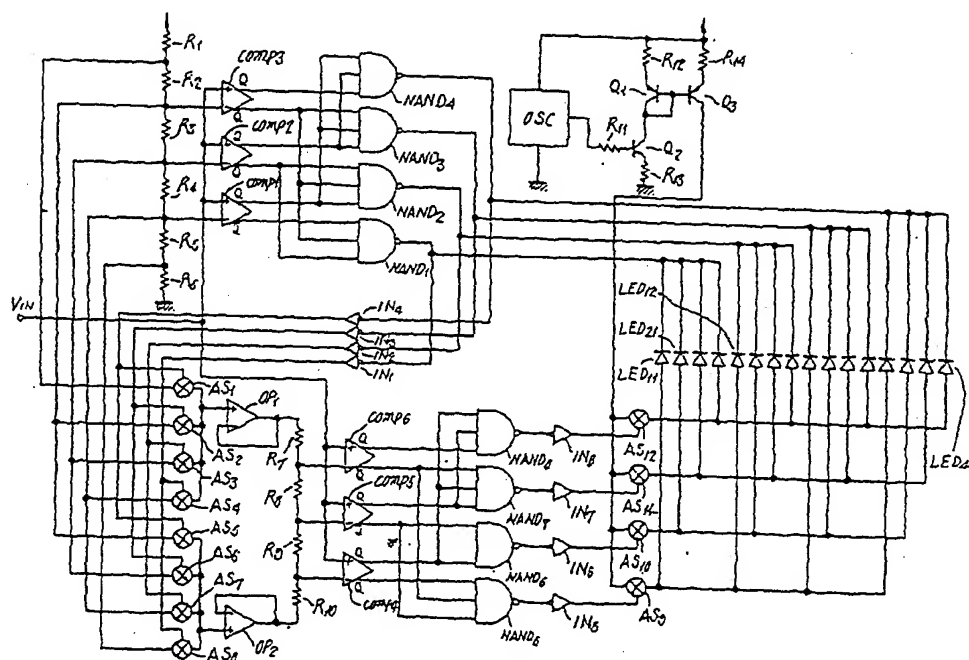 R1
R2
R3
R4
R5
R6
COMP3
COMP2
COMP1
Q
Q
Q
Q
Q
Q
NAND4
NAND3
NAND2
NAND1
OSC
R11
R12
R13
R14
Q1
Q2
Q3
VIN
IN4
IN3
IN2
IN1
LED12
LED21
LED11
LED4
AS1
AS2
AS3
AS4
AS5
AS6
AS7
AS8
OP1
OP2
R7
R8
R9
R10
COMP6
COMP5
COMP4
Q
Q
Q
Q
Q
NAND8
NAND7
NAND6
NAND5
IN8
IN7
IN6
IN5
AS12
AS11
AS10
AS9